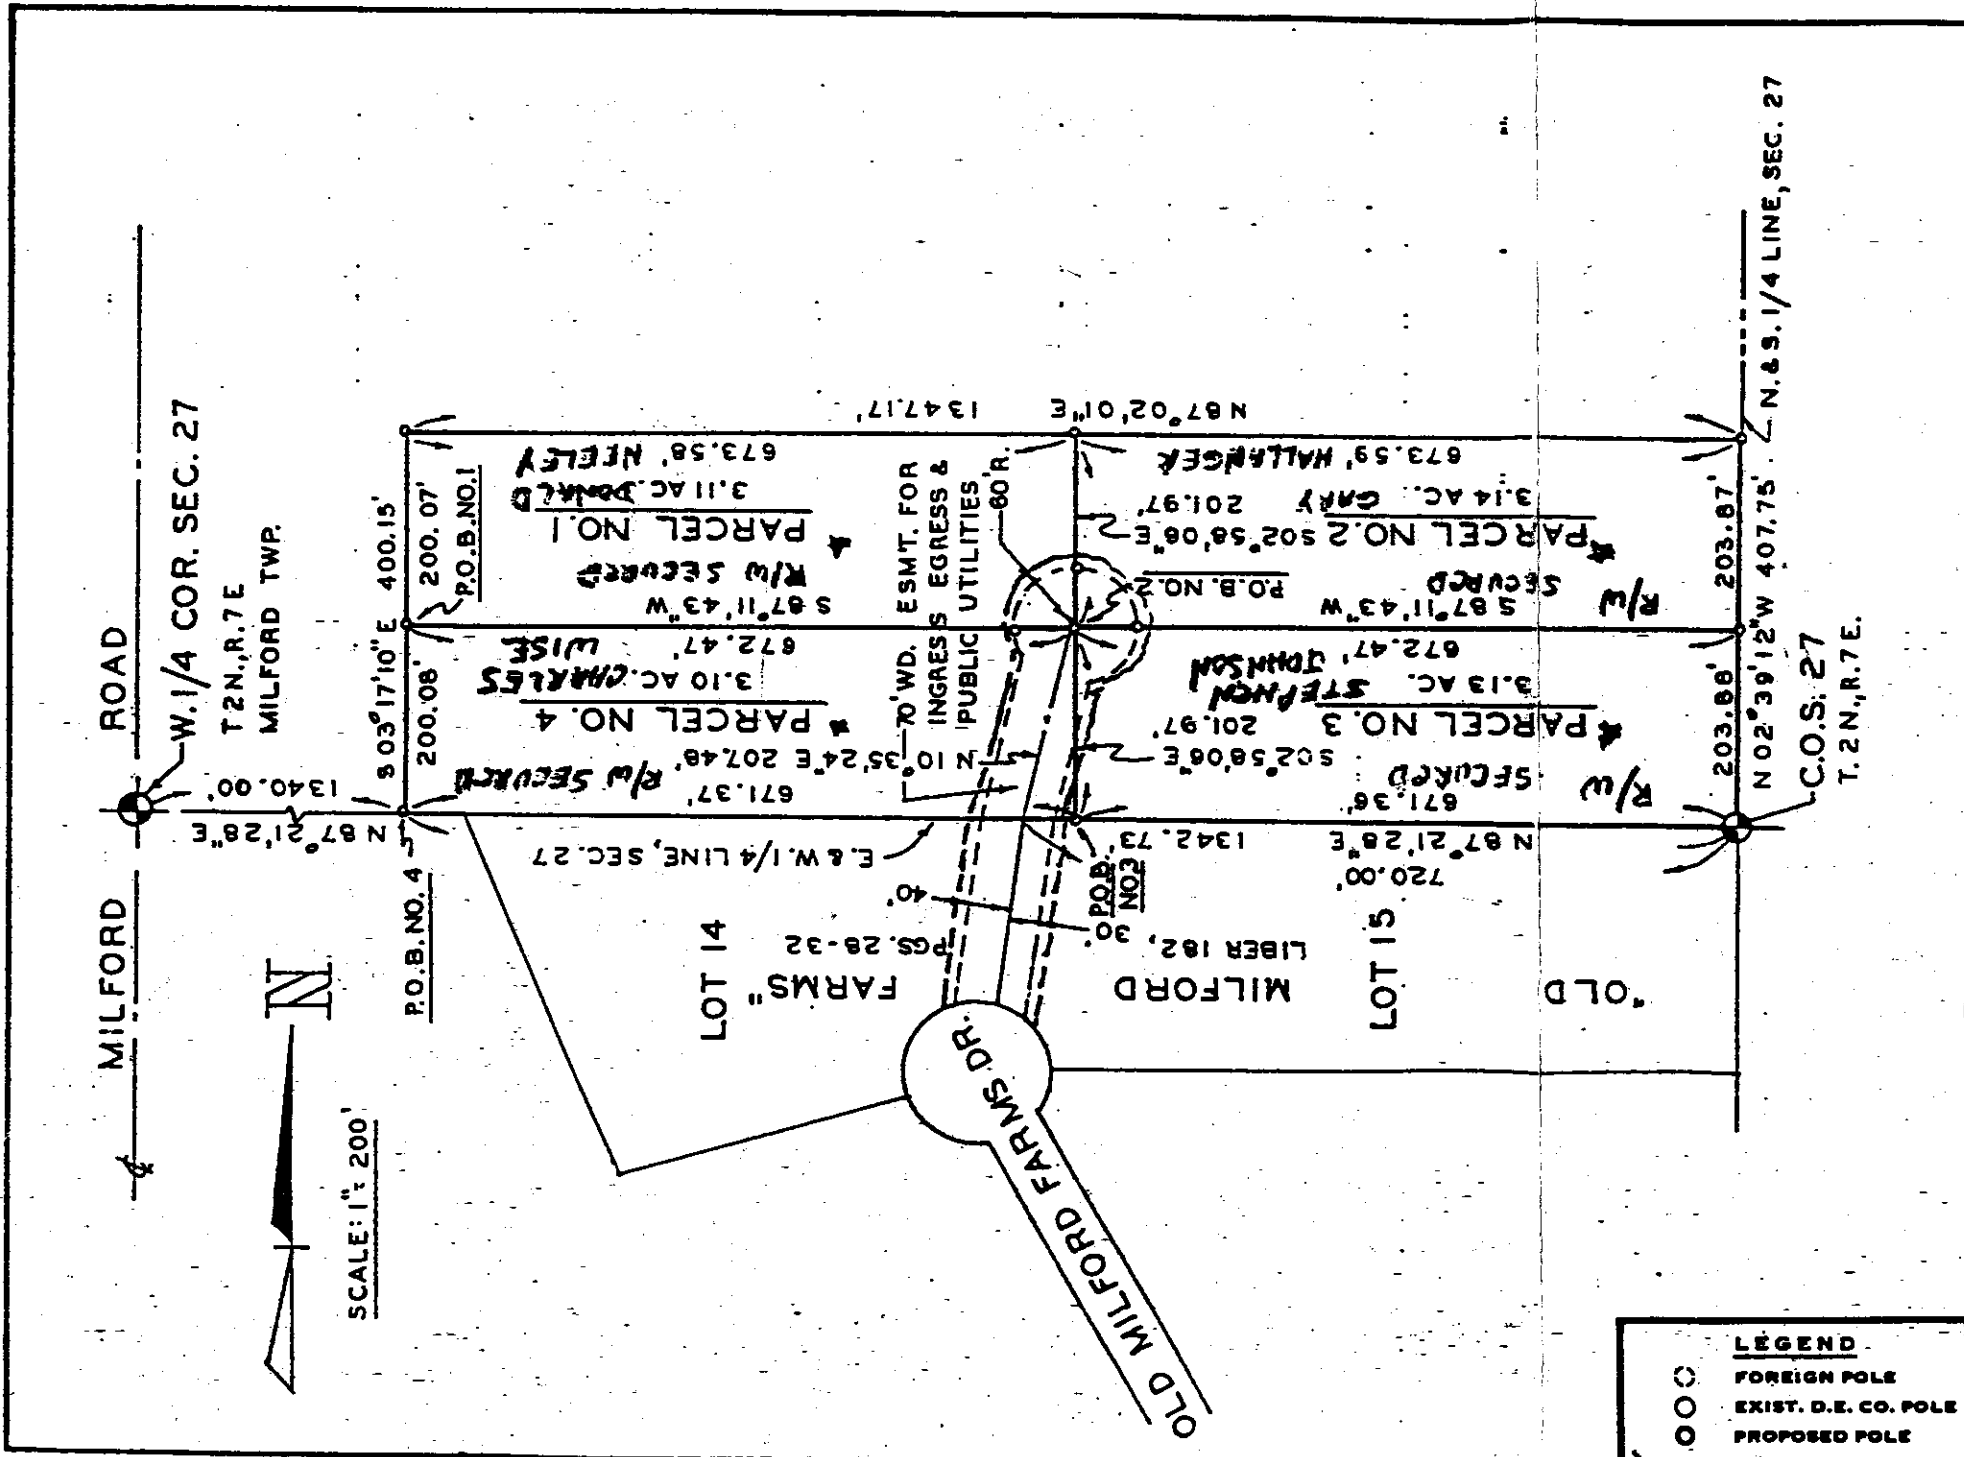 MILFORD ROAD
W. 1/4 COR. SEC. 27
T2N., R.7E
MILFORD TWP.
N 87°21'28"E
1340.00'
S 03°17'10"E 400.15'
200.07'
200.08'
P.O.B. NO. 1
P.O.B. NO. 4
N
SCALE: 1" = 200'
N 87°02'01"E 1347.17'
673.58' NEELEY
3.11 AC. DONALD
PARCEL NO. 1
R/W SECURED
S 87°11'43"W
672.47' WISE
3.10 AC. CHARLES
PARCEL NO. 4
R/W SECURED
671.37'
N 10°35'24"E 207.48'
E. & W. 1/4 LINE, SEC. 27
70' WD. ESMT. FOR
INGRESS EGRESS &
PUBLIC UTILITIES
60' R.
673.59' HALLINGER
3.14 AC. GARY
201.97'
PARCEL NO. 2
S02°58'06"E
P.O.B. NO. 2
R/W SECURED
S 87°11'43"W
672.47' JOHNSON
3.13 AC. STEPHEN
201.97'
PARCEL NO. 3
S02°58'06"E
R/W SECURED
671.36'
N 87°21'28"E 1342.73'
720.00'
P.O.B.
NO.3
40'
30'
LOT 14
LOT 15
"OLD MILFORD FARMS"
LIBER 182, PGS. 28-32
OLD MILFORD FARMS DR.
203.87'
203.88'
N 02°39'12"W 407.75'
N. & S. 1/4 LINE, SEC. 27
C.O.S. 27
T. 2N., R.7E.
LEGEND
FOREIGN POLE
EXIST. D.E. CO. POLE
PROPOSED POLE